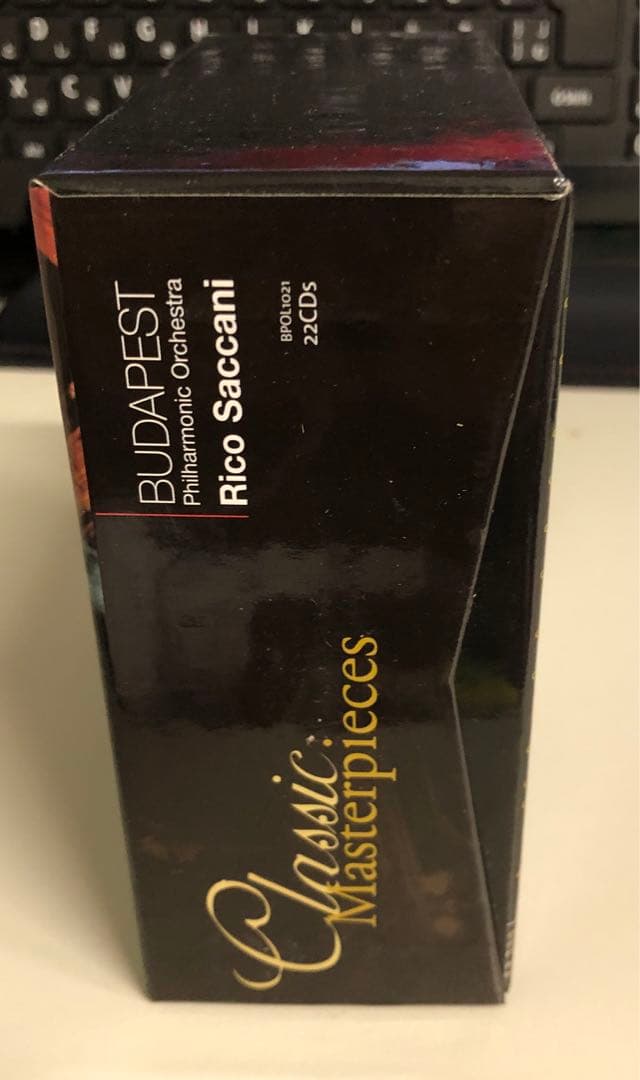 BUDAPEST
Philharmonic Orchestra
Rico Saccani
BPOL1021
22CDs
Classic
Masterpieces
D
F
G
H
X
C
V